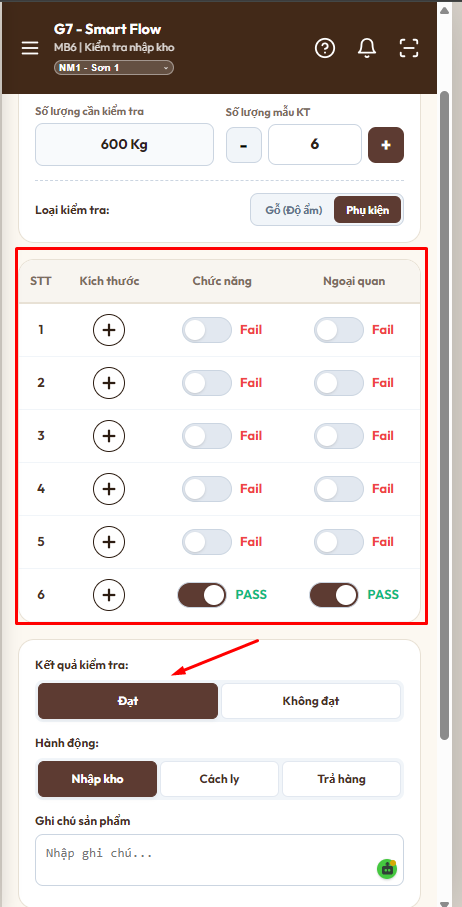 G7 - Smart Flow
MB6 | Kiểm tra nhập kho
NM1 - Sơn 1
Số lượng cần kiểm tra
Số lượng mẫu KT
600 Kg
-
6
+
Loại kiểm tra:
Gỗ (Độ ẩm)
Phụ kiện
STT Kích thước Chức năng Ngoại quan
1 + Fail Fail
2 + Fail Fail
3 + Fail Fail
4 + Fail Fail
5 + Fail Fail
6 + PASS PASS
Kết quả kiểm tra:
Đạt Không đạt
Hành động:
Nhập kho Cách ly Trả hàng
Ghi chú sản phẩm
Nhập ghi chú...